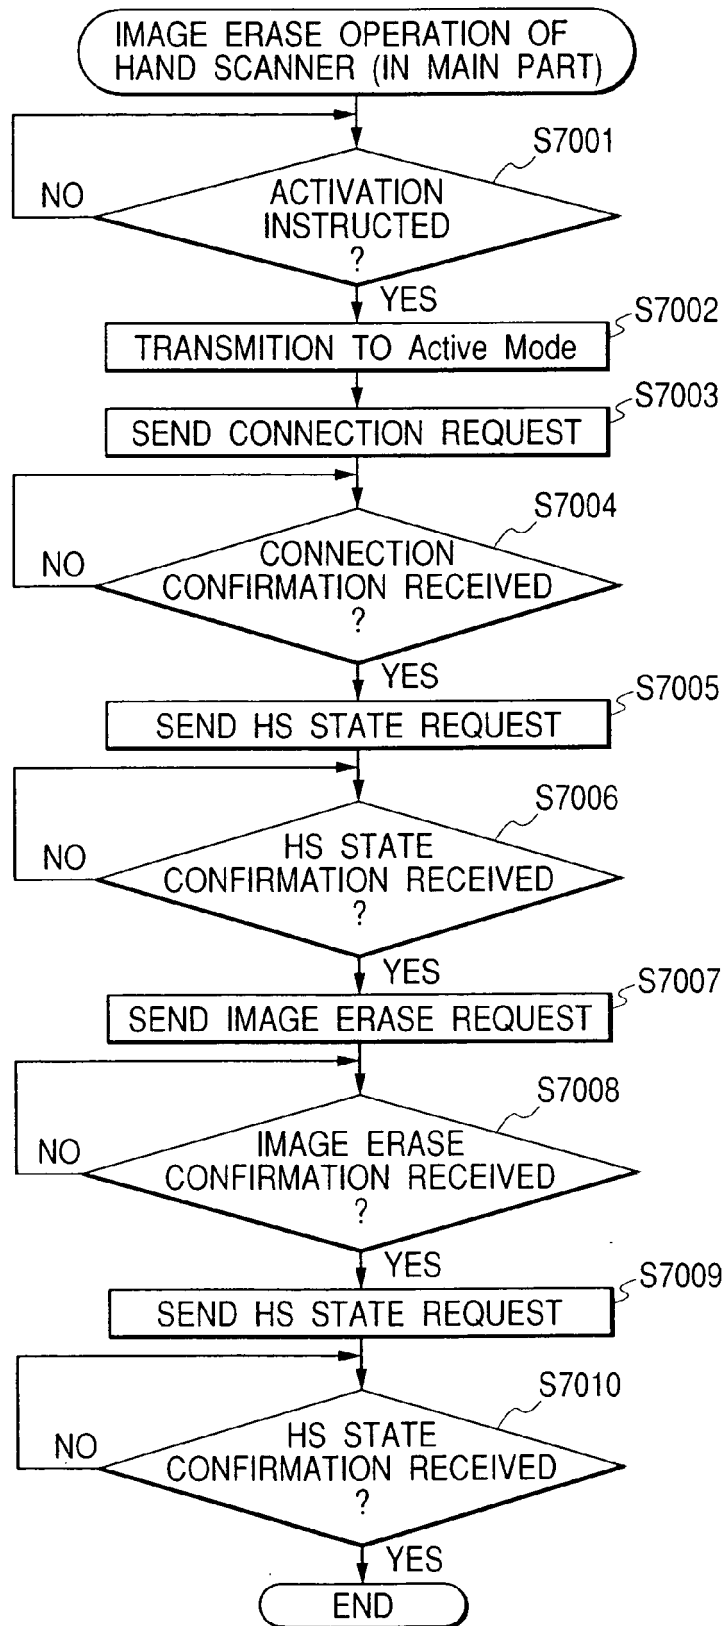 IMAGE ERASE OPERATION OF
HAND SCANNER (IN MAIN PART)
S7001
NO
ACTIVATION
INSTRUCTED
?
YES
S7002
TRANSMITION TO Active Mode
S7003
SEND CONNECTION REQUEST
S7004
NO
CONNECTION
CONFIRMATION RECEIVED
?
YES
S7005
SEND HS STATE REQUEST
S7006
NO
HS STATE
CONFIRMATION RECEIVED
?
YES
S7007
SEND IMAGE ERASE REQUEST
S7008
NO
IMAGE ERASE
CONFIRMATION RECEIVED
?
YES
S7009
SEND HS STATE REQUEST
S7010
NO
HS STATE
CONFIRMATION RECEIVED
?
YES
END